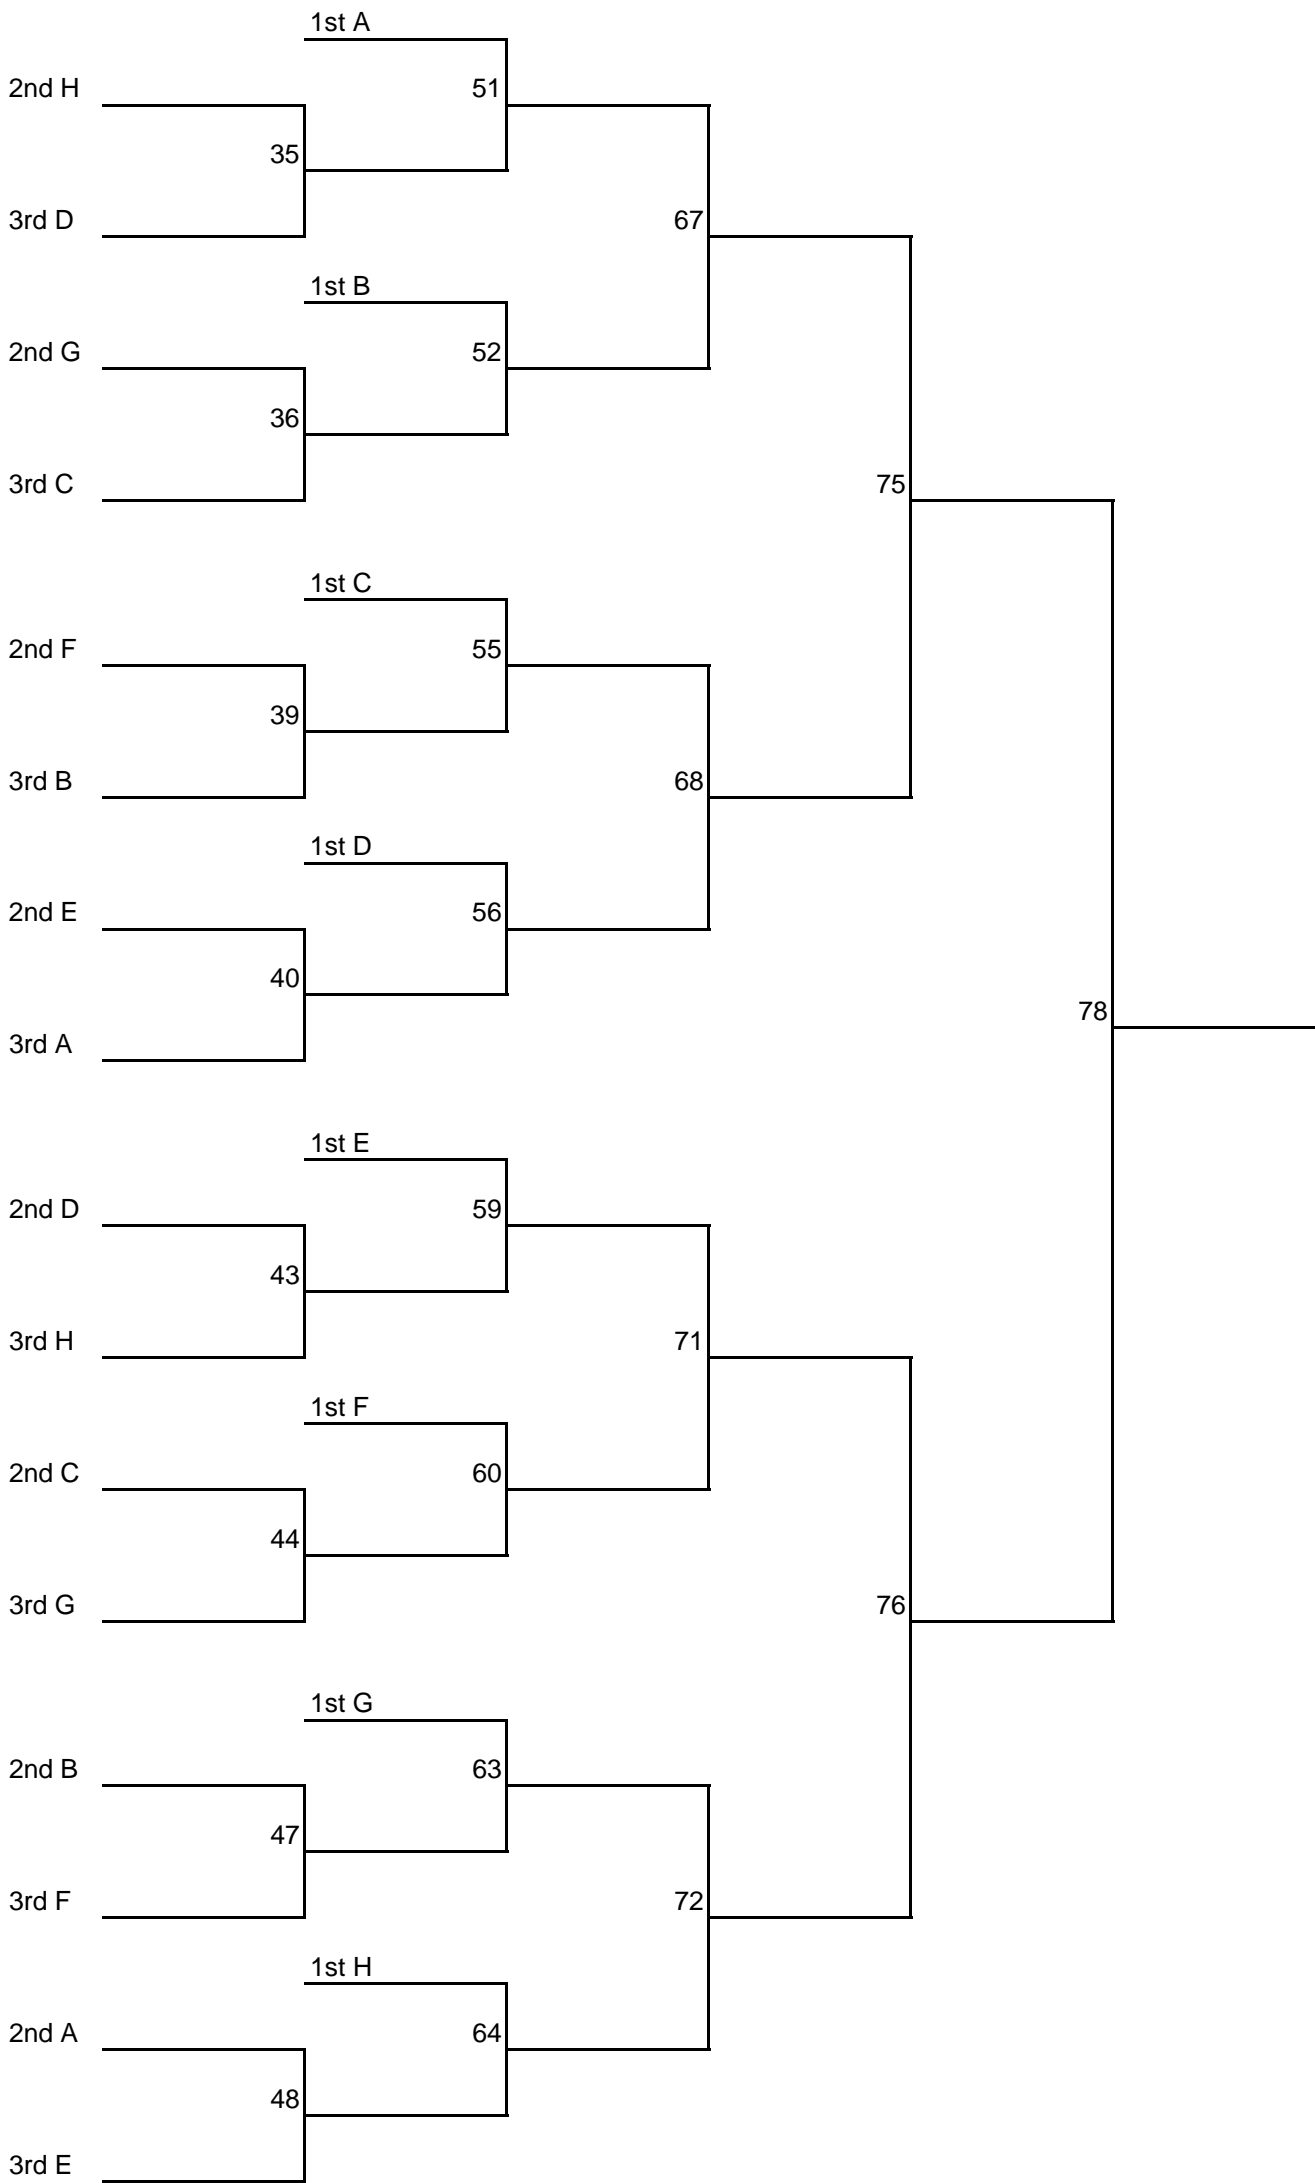 1st A
2nd H
51
35
3rd D
67
1st B
2nd G
52
36
3rd C
75
1st C
2nd F
55
39
3rd B
68
1st D
2nd E
56
40
78
3rd A
1st E
2nd D
59
43
3rd H
71
1st F
2nd C
60
44
3rd G
76
1st G
2nd B
63
47
3rd F
72
1st H
2nd A
64
48
3rd E